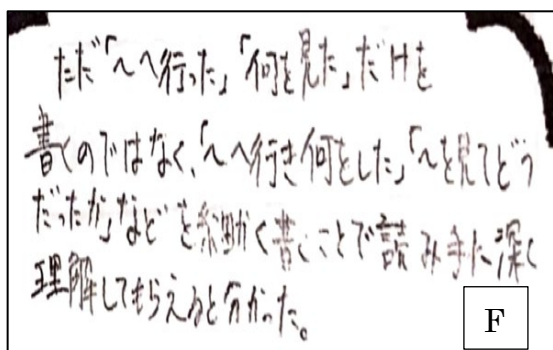 ただ「～へ行った」「何を見た」だけを
書くのではなく、「～へ行き何をした」「～を見てどう
だったか」などを細かく書くことで読み手に深く
理解してもらえると分かった。
F